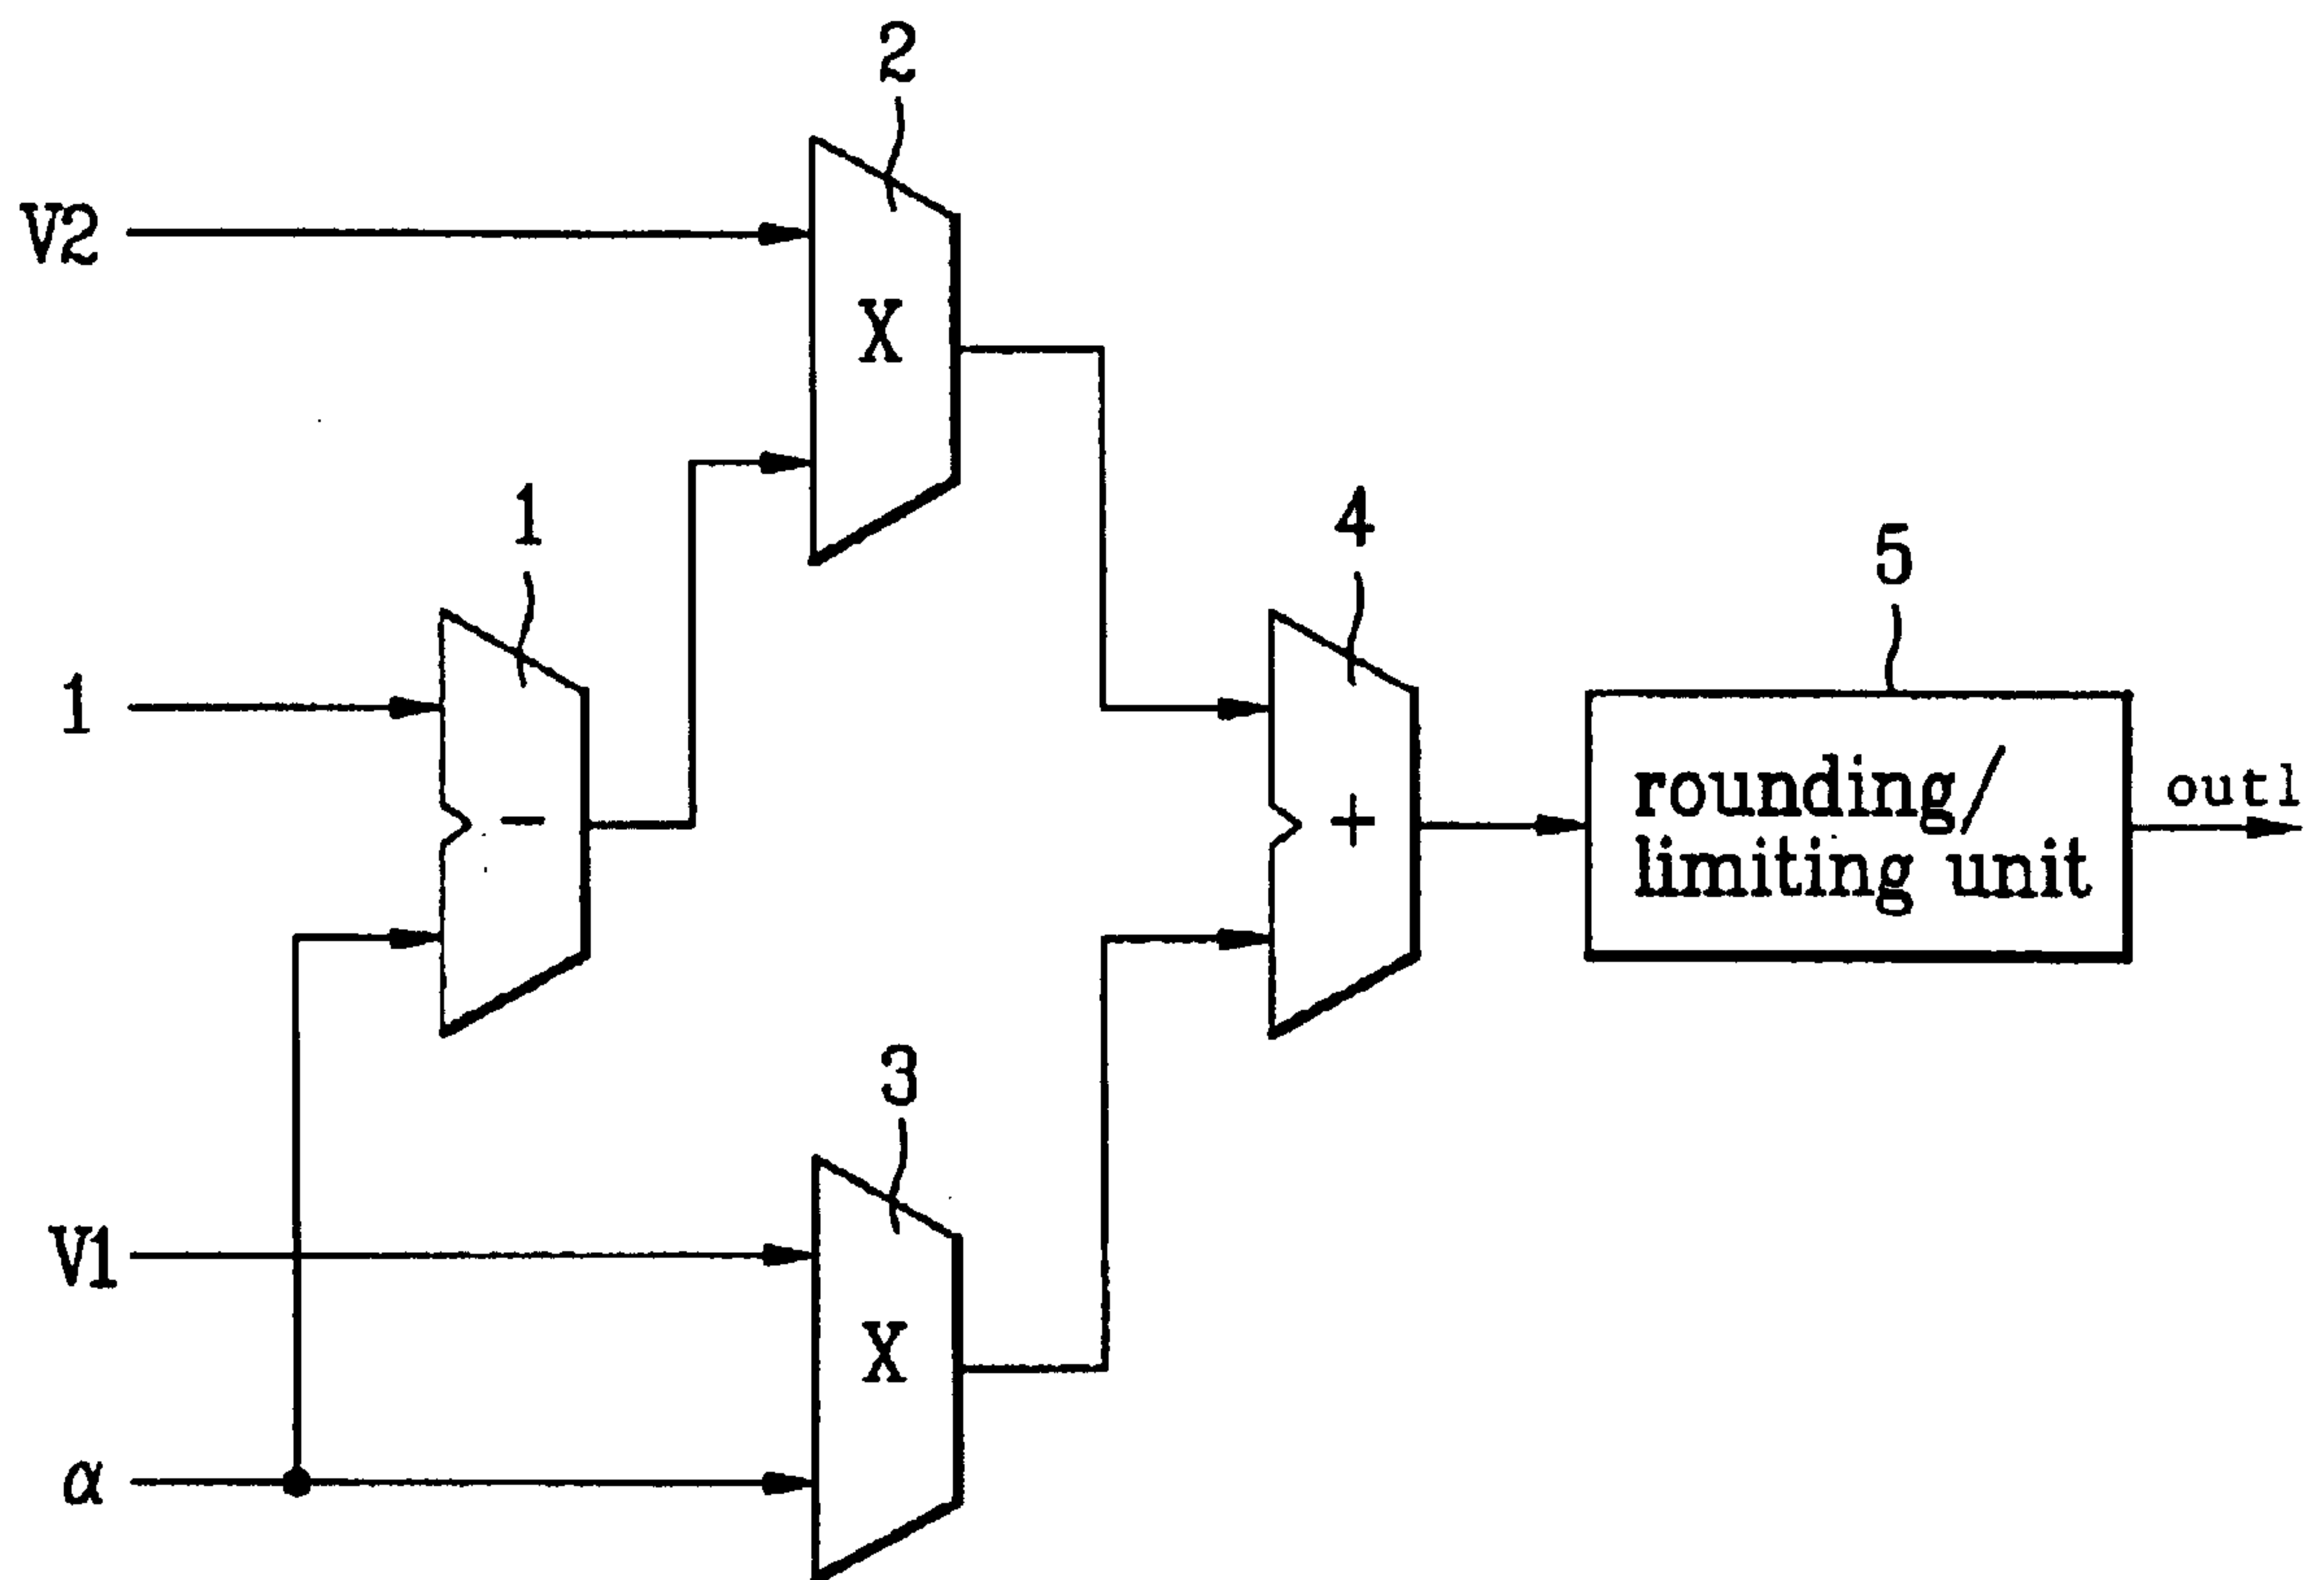 2
V2
X
1
4
5
1
−
+
rounding/
limiting unit
out1
3
V1
X
α